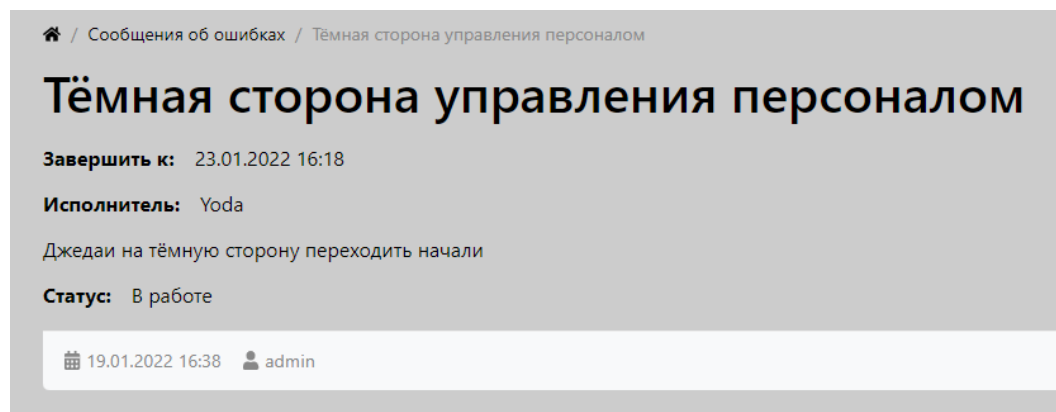 / Сообщения об ошибках / Тёмная сторона управления персоналом
Тёмная сторона управления персоналом
Завершить к: 23.01.2022 16:18
Исполнитель: Yoda
Джедаи на тёмную сторону переходить начали
Статус: В работе
19.01.2022 16:38 admin